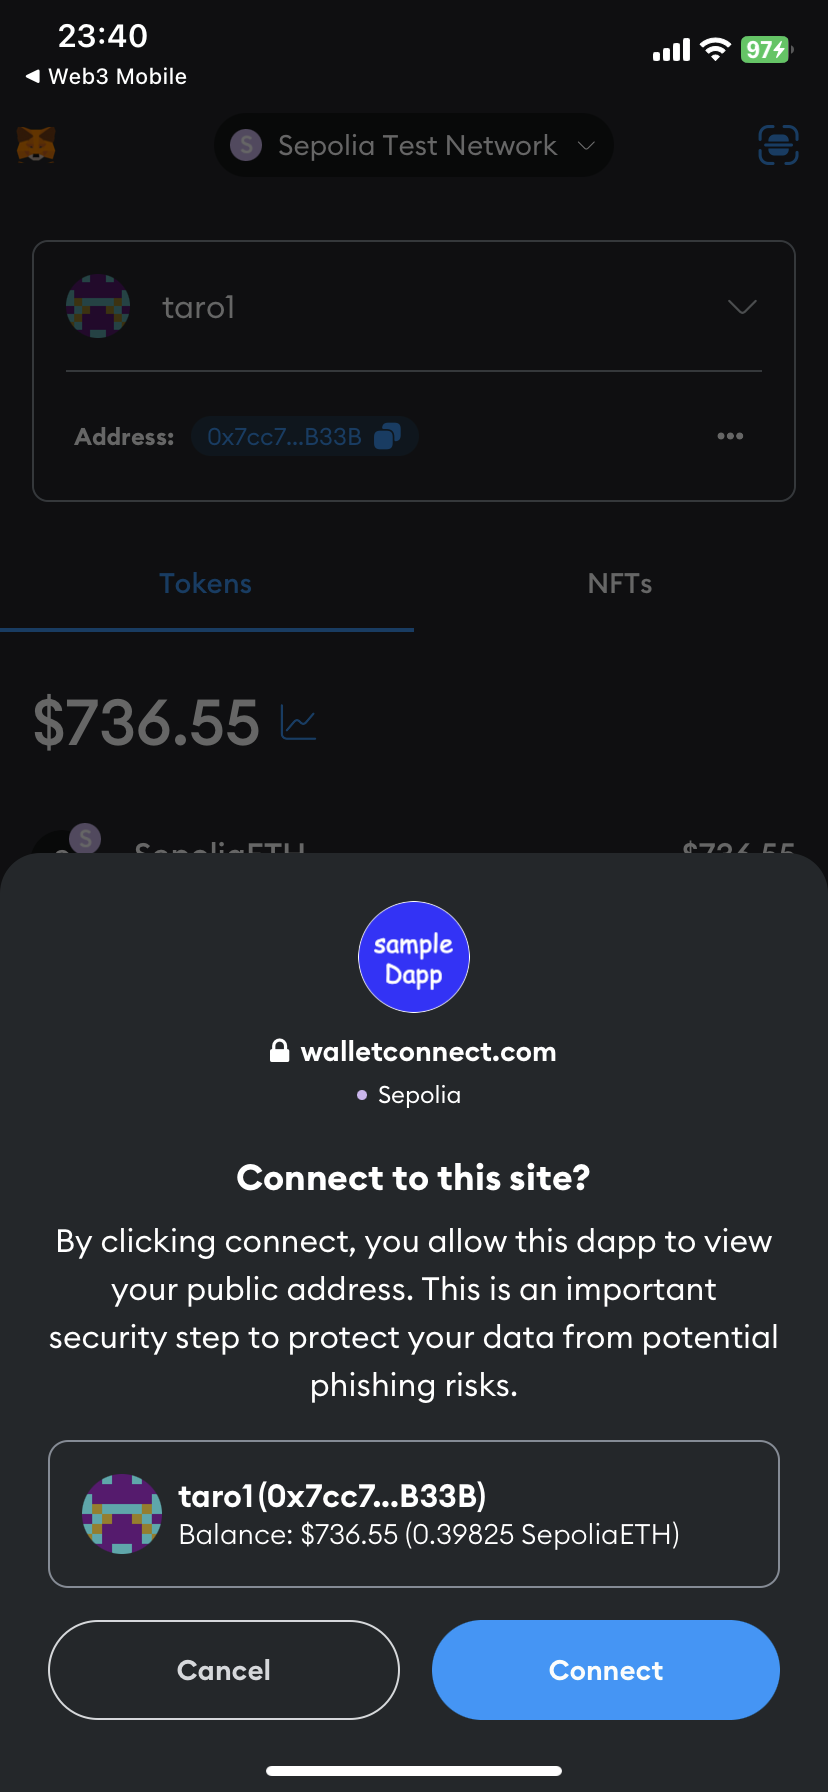 23:40
97
◀ Web3 Mobile
S Sepolia Test Network
taro1
Address: 0x7cc7...B33B
Tokens
NFTs
$736.55
S
SepoliaETH
$736.55
sample
Dapp
walletconnect.com
Sepolia
Connect to this site?
By clicking connect, you allow this dapp to view
your public address. This is an important
security step to protect your data from potential
phishing risks.
taro1 (0x7cc7...B33B)
Balance: $736.55 (0.39825 SepoliaETH)
Cancel
Connect